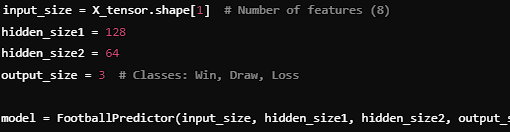 input_size = X_tensor.shape[1]  # Number of features (8)
hidden_size1 = 128
hidden_size2 = 64
output_size = 3  # Classes: Win, Draw, Loss
model = FootballPredictor(input_size, hidden_size1, hidden_size2,